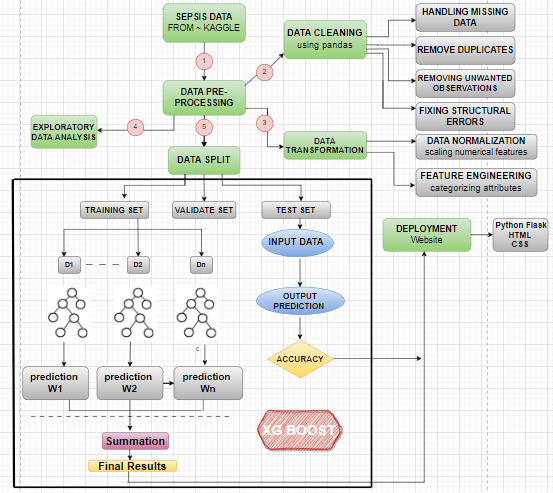 SEPSIS DATA
FROM ~ KAGGLE
1
DATA PRE-
PROCESSING
2
DATA CLEANING
using pandas
HANDLING MISSING
DATA
REMOVE DUPLICATES
REMOVING UNWANTED
OBSERVATIONS
FIXING STRUCTURAL
ERRORS
3
DATA
TRANSFORMATION
DATA NORMALIZATION
scaling numerical features
FEATURE ENGINEERING
categorizing attributes
4
EXPLORATORY
DATA ANALYSIS
5
DATA SPLIT
TRAINING SET
VALIDATE SET
TEST SET
D1
D2
Dn
INPUT DATA
OUTPUT
PREDICTION
ACCURACY
C
prediction
W1
prediction
W2
prediction
Wn
Summation
Final Results
XG BOOST
DEPLOYMENT
Website
Python Flask
HTML
CSS